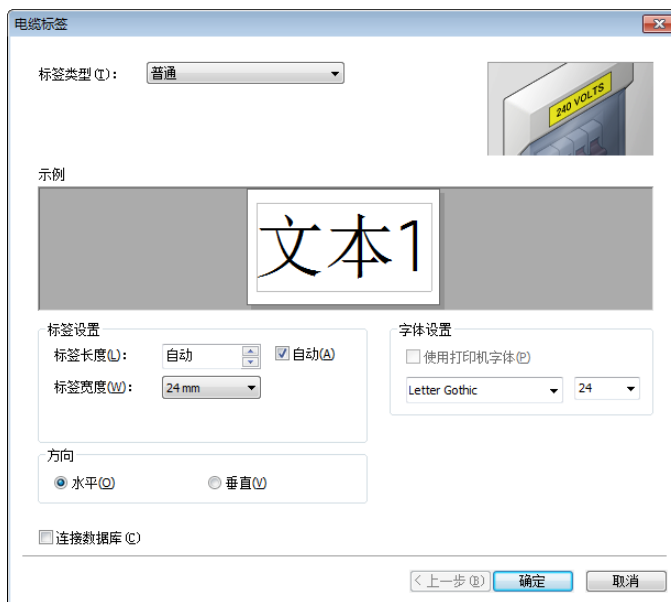 电缆标签
标签类型(T)： 普通
240 VOLTS
示例
文本1
标签设置
标签长度(L)： 自动 自动(A)
标签宽度(W)： 24 mm
字体设置
使用打印机字体(P)
Letter Gothic 24
方向
水平(O) 垂直(V)
连接数据库(C)
<上一步(B) 确定 取消